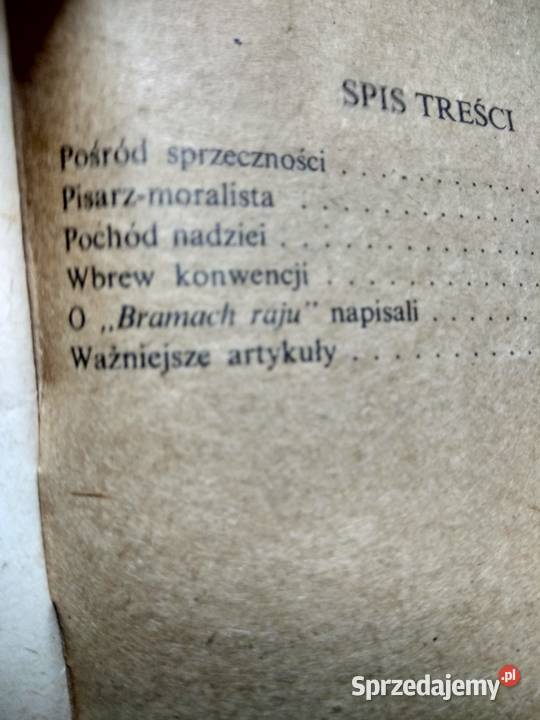 SPIS TREŚCI
Pośród sprzeczności . . . . . . . . . . .
Pisarz-moralista . . . . . . . . . . . . .
Pochód nadziei . . . . . . . . . . . . . .
Wbrew konwencji . . . . . . . . . . . .
O „Bramach raju” napisali . . . . . . .
Ważniejsze artykuły . . . . . . . . . . .
Sprzedajemy.pl